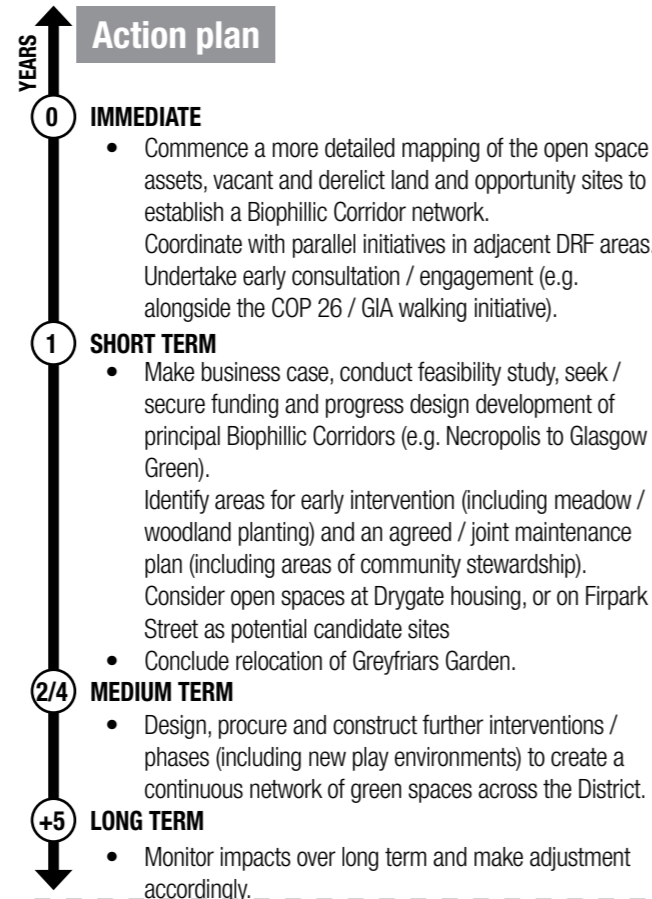 Action plan
YEARS
0
IMMEDIATE
• Commence a more detailed mapping of the open space
assets, vacant and derelict land and opportunity sites to
establish a Biophillic Corridor network.
Coordinate with parallel initiatives in adjacent DRF areas.
Undertake early consultation / engagement (e.g.
alongside the COP 26 / GIA walking initiative).
1
SHORT TERM
• Make business case, conduct feasibility study, seek /
secure funding and progress design development of
principal Biophillic Corridors (e.g. Necropolis to Glasgow
Green).
Identify areas for early intervention (including meadow /
woodland planting) and an agreed / joint maintenance
plan (including areas of community stewardship).
Consider open spaces at Drygate housing, or on Firpark
Street as potential candidate sites
• Conclude relocation of Greyfriars Garden.
2/4
MEDIUM TERM
• Design, procure and construct further interventions /
phases (including new play environments) to create a
continuous network of green spaces across the District.
+5
LONG TERM
• Monitor impacts over long term and make adjustment
accordingly.